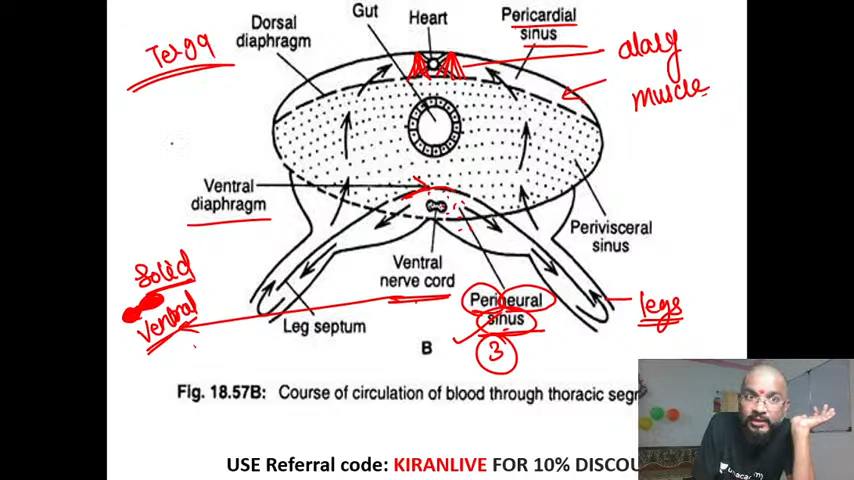 Gut
Heart
Pericardial
sinus
Dorsal
diaphragm
Terga
alary
muscle
Ventral
diaphragm
Perivisceral
sinus
Solid
Ventral
Ventral
nerve cord
Perineural
sinus
3
legs
Leg septum
B
Fig. 18.57B: Course of circulation of blood through thoracic segr
USE Referral code: KIRANLIVE FOR 10% DISCOU